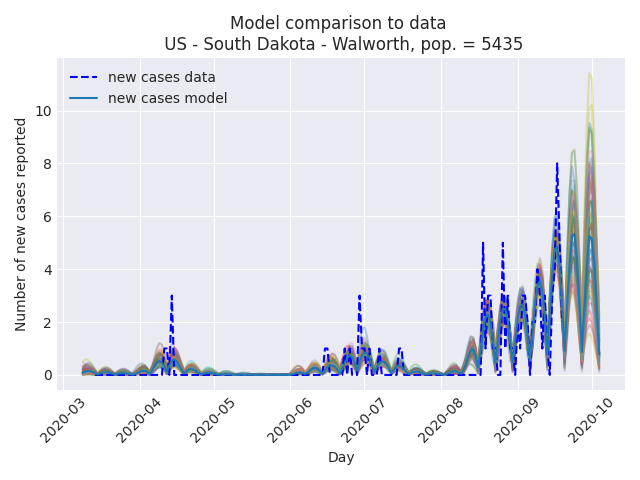 Model comparison to data
US - South Dakota - Walworth, pop. = 5435
new cases data
new cases model
Number of new cases reported
10
8
6
4
2
0
2020-03
2020-04
2020-05
2020-06
2020-07
2020-08
2020-09
2020-10
Day